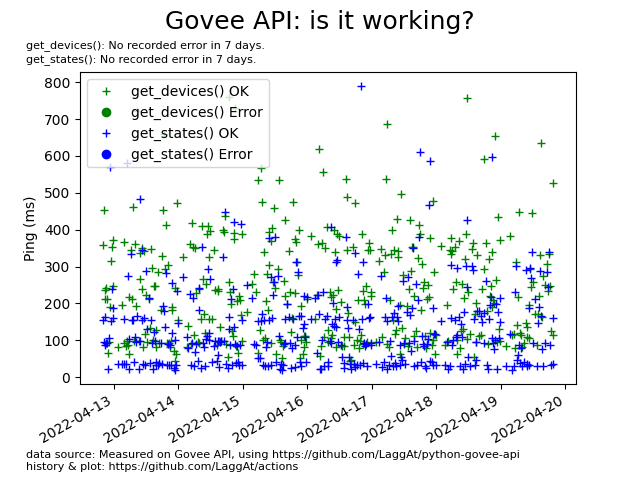 Govee API: is it working?
get_devices(): No recorded error in 7 days.
get_states(): No recorded error in 7 days.
get_devices() OK
get_devices() Error
get_states() OK
get_states() Error
Ping (ms)
800
700
600
500
400
300
200
100
0
2022-04-13
2022-04-14
2022-04-15
2022-04-16
2022-04-17
2022-04-18
2022-04-19
2022-04-20
data source: Measured on Govee API, using https://github.com/LaggAt/python-govee-api
history & plot: https://github.com/LaggAt/actions